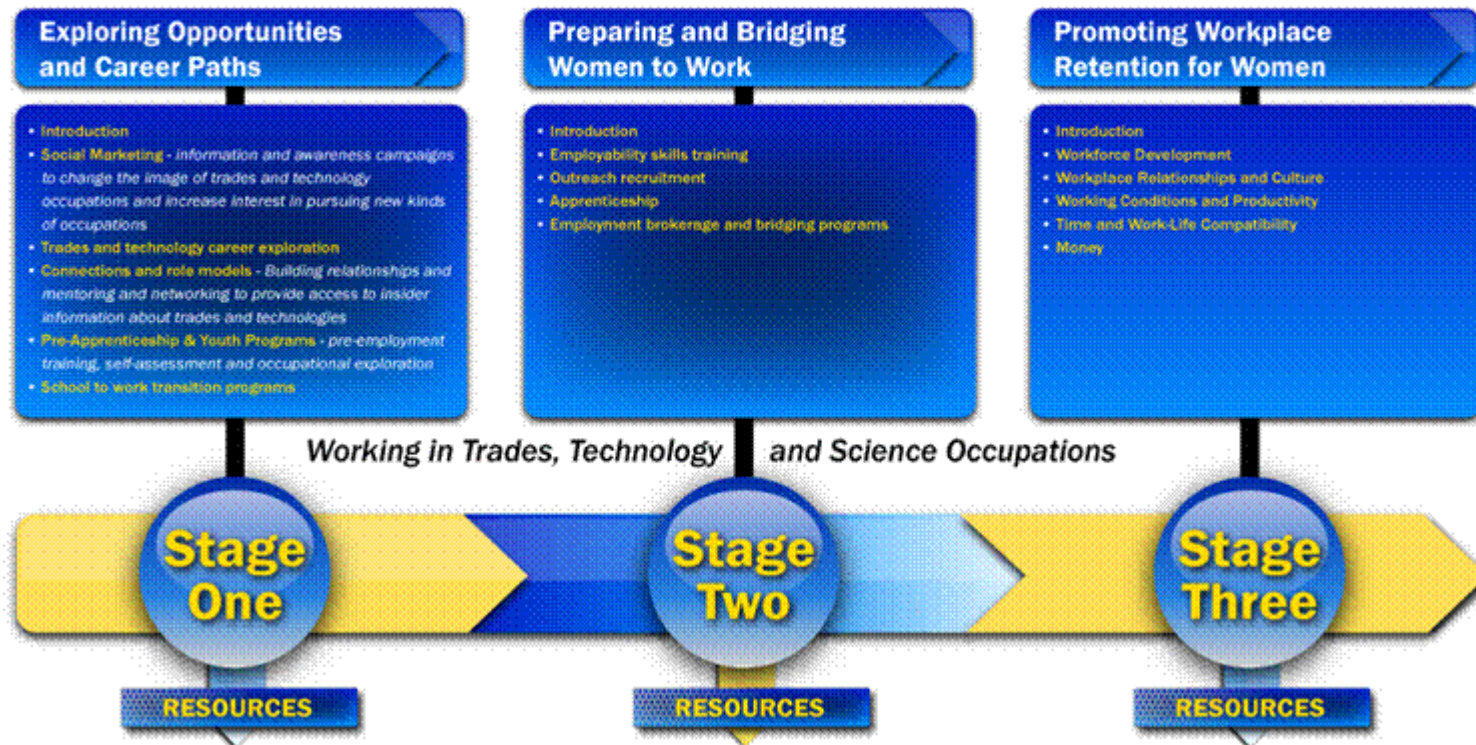 Exploring Opportunities
and Career Paths
• Introduction
• Social Marketing - information and awareness campaigns
to change the image of trades and technology
occupations and increase interest in pursuing new kinds
of occupations
• Trades and technology career exploration
• Connections and role models - Building relationships and
mentoring and networking to provide access to insider
information about trades and technologies
• Pre-Apprenticeship & Youth Programs - pre-employment
training, self-assessment and occupational exploration
• School to work transition programs
Preparing and Bridging
Women to Work
• Introduction
• Employability skills training
• Outreach recruitment
• Apprenticeship
• Employment brokerage and bridging programs
Promoting Workplace
Retention for Women
• Introduction
• Workforce Development
• Workplace Relationships and Culture
• Working Conditions and Productivity
• Time and Work-Life Compatibility
• Money
Working in Trades, Technology and Science Occupations
Stage
One
Stage
Two
Stage
Three
RESOURCES
RESOURCES
RESOURCES